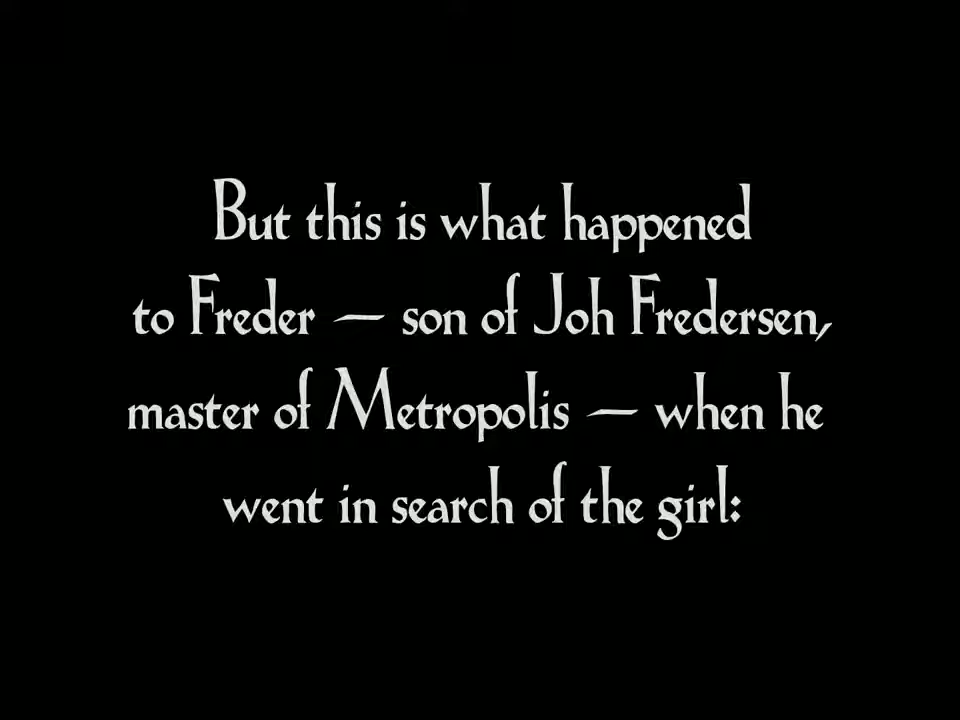 But this is what happened
to Freder — son of Joh Fredersen,
master of Metropolis — when he
went in search of the girl: